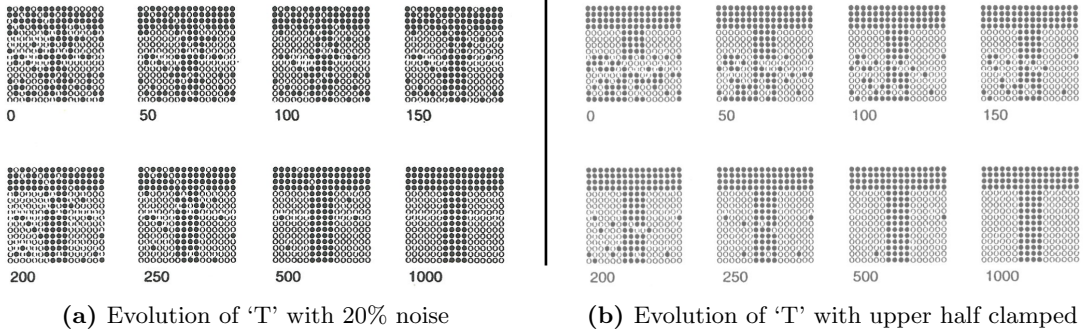 0 50 100 150
200 250 500 1000
(a) Evolution of ‘T’ with 20% noise
0 50 100 150
200 250 500 1000
(b) Evolution of ‘T’ with upper half clamped